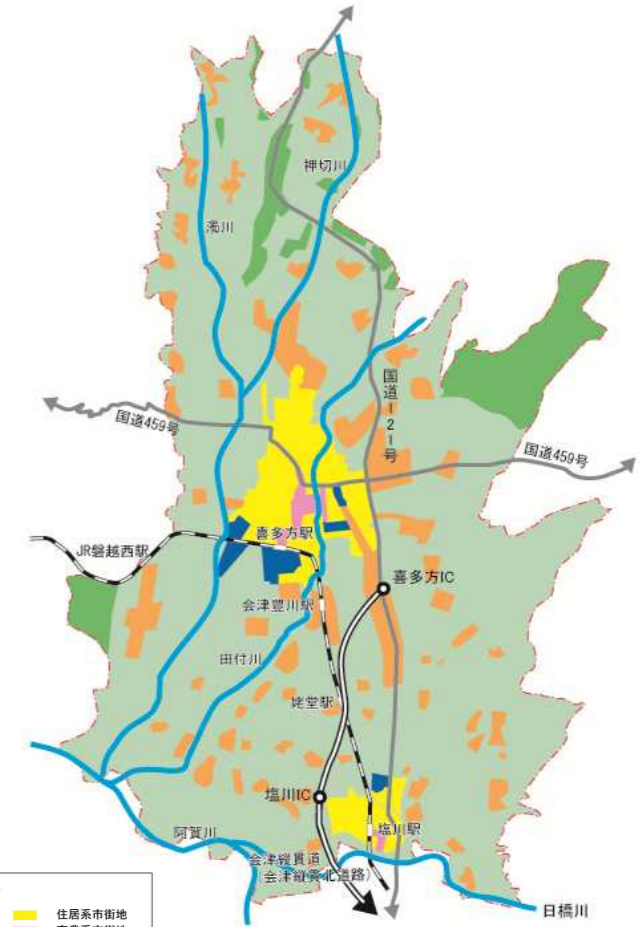 押切川
濁川
国道121号
国道459号
国道459号
喜多方駅
JR磐越西駅
喜多方IC
会津豊川駅
田付川
姥堂駅
塩川IC
塩川駅
阿賀川
会津縦貫道
(会津縦貫北道路)
日橋川
住居系市街地